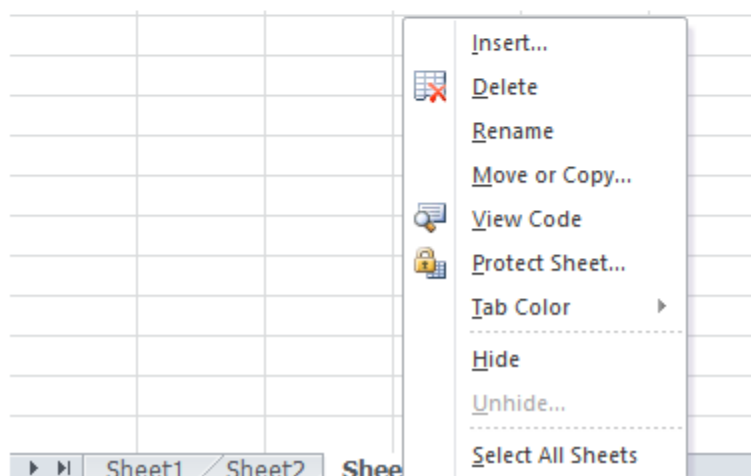 Insert...
Delete
Rename
Move or Copy...
View Code
Protect Sheet...
Tab Color
Hide
Unhide...
Select All Sheets
Sheet1 Sheet2